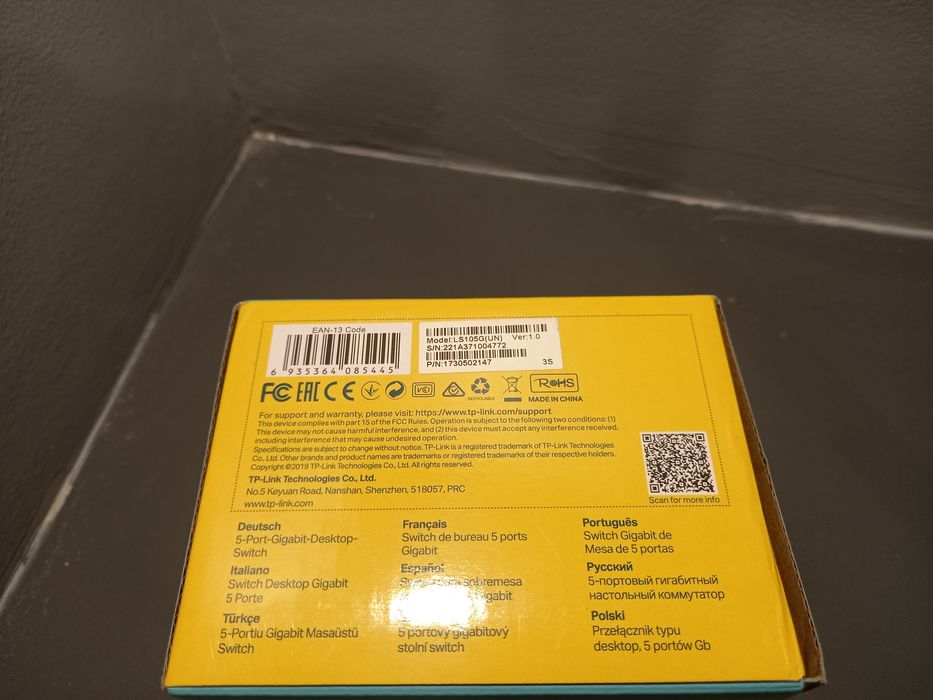 EAN-13 Code
6 935364 085445
Model:LS105G(UN) Ver:1.0
S/N:221A371004772
P/N:1730502147
3S
FC EAC CE
VCCI
RECYCLABLE
RoHS
MADE IN CHINA
For support and warranty, please visit: https://www.tp-link.com/support
This device complies with part 15 of the FCC Rules. Operation is subject to the following two conditions: (1)
This device may not cause harmful interference, and (2) this device must accept any interference received,
including interference that may cause undesired operation.
Specifications are subject to change without notice. TP-Link is a registered trademark of TP-Link Technologies
Co., Ltd. Other brands and product names are trademarks or registered trademarks of their respective holders.
Copyright ©2019 TP-Link Technologies Co., Ltd. All rights reserved.
TP-Link Technologies Co., Ltd.
No.5 Keyuan Road, Nanshan, Shenzhen, 518057, PRC
www.tp-link.com
Scan for more info
Deutsch
5-Port-Gigabit-Desktop-
Switch
Français
Switch de bureau 5 ports
Gigabit
Português
Switch Gigabit de
Mesa de 5 portas
Italiano
Switch Desktop Gigabit
5 Porte
Español
sobremesa
Русский
5-портовый гигабитный
настольный коммутатор
Türkçe
5-Portlu Gigabit Masaüstü
Switch
5 portový gigabitový
stolní switch
Polski
Przełącznik typu
desktop, 5 portów Gb